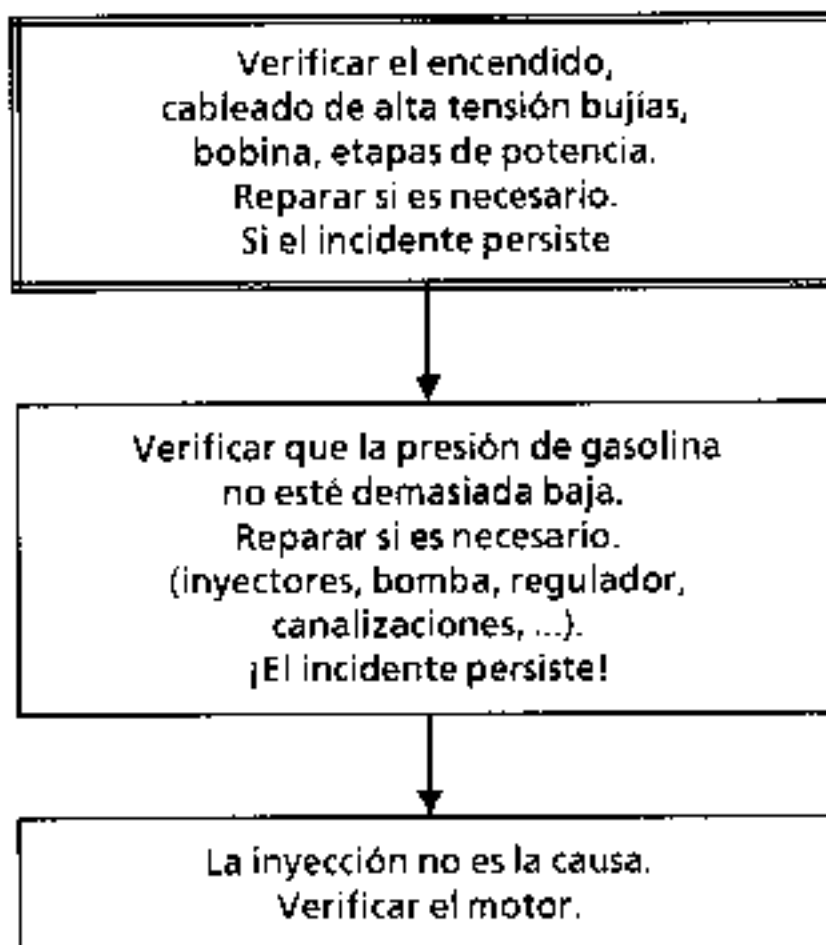 Verificar el encendido,
cableado de alta tensión bujías,
bobina, etapas de potencia.
Reparar si es necesario.
Si el incidente persiste
Verificar que la presión de gasolina
no esté demasiada baja.
Reparar si es necesario.
(inyectores, bomba, regulador,
canalizaciones, ...).
¡El incidente persiste!
La inyección no es la causa.
Verificar el motor.